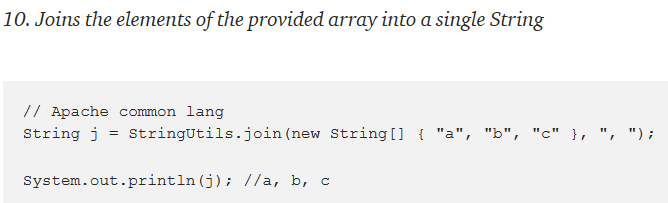 10. Joins the elements of the provided array into a single String
// Apache common lang
String j = StringUtils.join(new String[] { "a", "b", "c" }, ", ");
System.out.println(j); //a, b, c